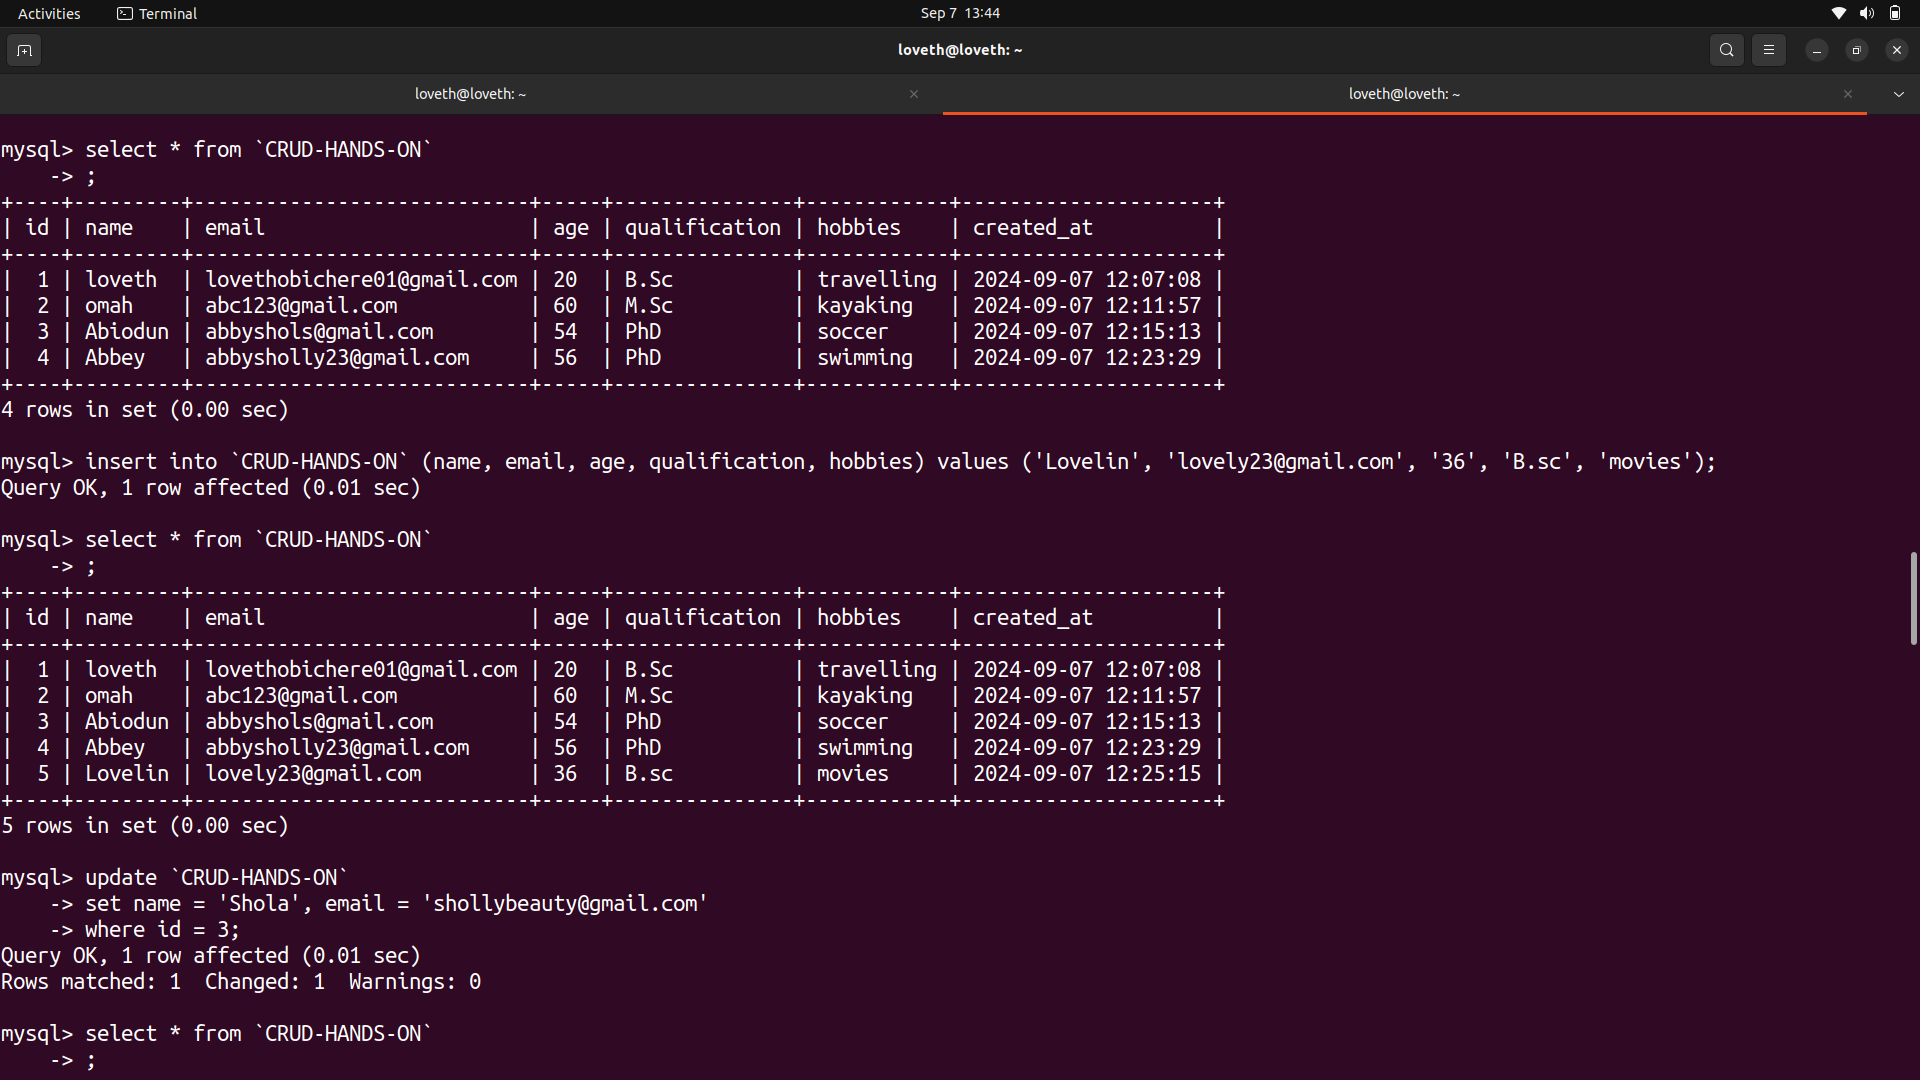 Activities Terminal Sep 7 13:44
loveth@loveth: ~
loveth@loveth: ~ loveth@loveth: ~
mysql> select * from `CRUD-HANDS-ON`
    -> ;
+----+---------+----------------------------+-----+---------------+------------+---------------------+
| id | name    | email                      | age | qualification | hobbies    | created_at          |
+----+---------+----------------------------+-----+---------------+------------+---------------------+
|  1 | loveth  | lovethobichere01@gmail.com | 20  | B.Sc          | travelling | 2024-09-07 12:07:08 |
|  2 | omah    | abc123@gmail.com           | 60  | M.Sc          | kayaking   | 2024-09-07 12:11:57 |
|  3 | Abiodun | abbyshols@gmail.com        | 54  | PhD           | soccer     | 2024-09-07 12:15:13 |
|  4 | Abbey   | abbysholly23@gmail.com     | 56  | PhD           | swimming   | 2024-09-07 12:23:29 |
+----+---------+----------------------------+-----+---------------+------------+---------------------+
4 rows in set (0.00 sec)
mysql> insert into `CRUD-HANDS-ON` (name, email, age, qualification, hobbies) values ('Lovelin', 'lovely23@gmail.com', '36', 'B.sc', 'movies');
Query OK, 1 row affected (0.01 sec)
mysql> select * from `CRUD-HANDS-ON`
    -> ;
+----+---------+----------------------------+-----+---------------+------------+---------------------+
| id | name    | email                      | age | qualification | hobbies    | created_at          |
+----+---------+----------------------------+-----+---------------+------------+---------------------+
|  1 | loveth  | lovethobichere01@gmail.com | 20  | B.Sc          | travelling | 2024-09-07 12:07:08 |
|  2 | omah    | abc123@gmail.com           | 60  | M.Sc          | kayaking   | 2024-09-07 12:11:57 |
|  3 | Abiodun | abbyshols@gmail.com        | 54  | PhD           | soccer     | 2024-09-07 12:15:13 |
|  4 | Abbey   | abbysholly23@gmail.com     | 56  | PhD           | swimming   | 2024-09-07 12:23:29 |
|  5 | Lovelin | lovely23@gmail.com         | 36  | B.sc          | movies     | 2024-09-07 12:25:15 |
+----+---------+----------------------------+-----+---------------+------------+---------------------+
5 rows in set (0.00 sec)
mysql> update `CRUD-HANDS-ON`
    -> set name = 'Shola', email = 'shollybeauty@gmail.com'
    -> where id = 3;
Query OK, 1 row affected (0.01 sec)
Rows matched: 1  Changed: 1  Warnings: 0
mysql> select * from `CRUD-HANDS-ON`
    -> ;